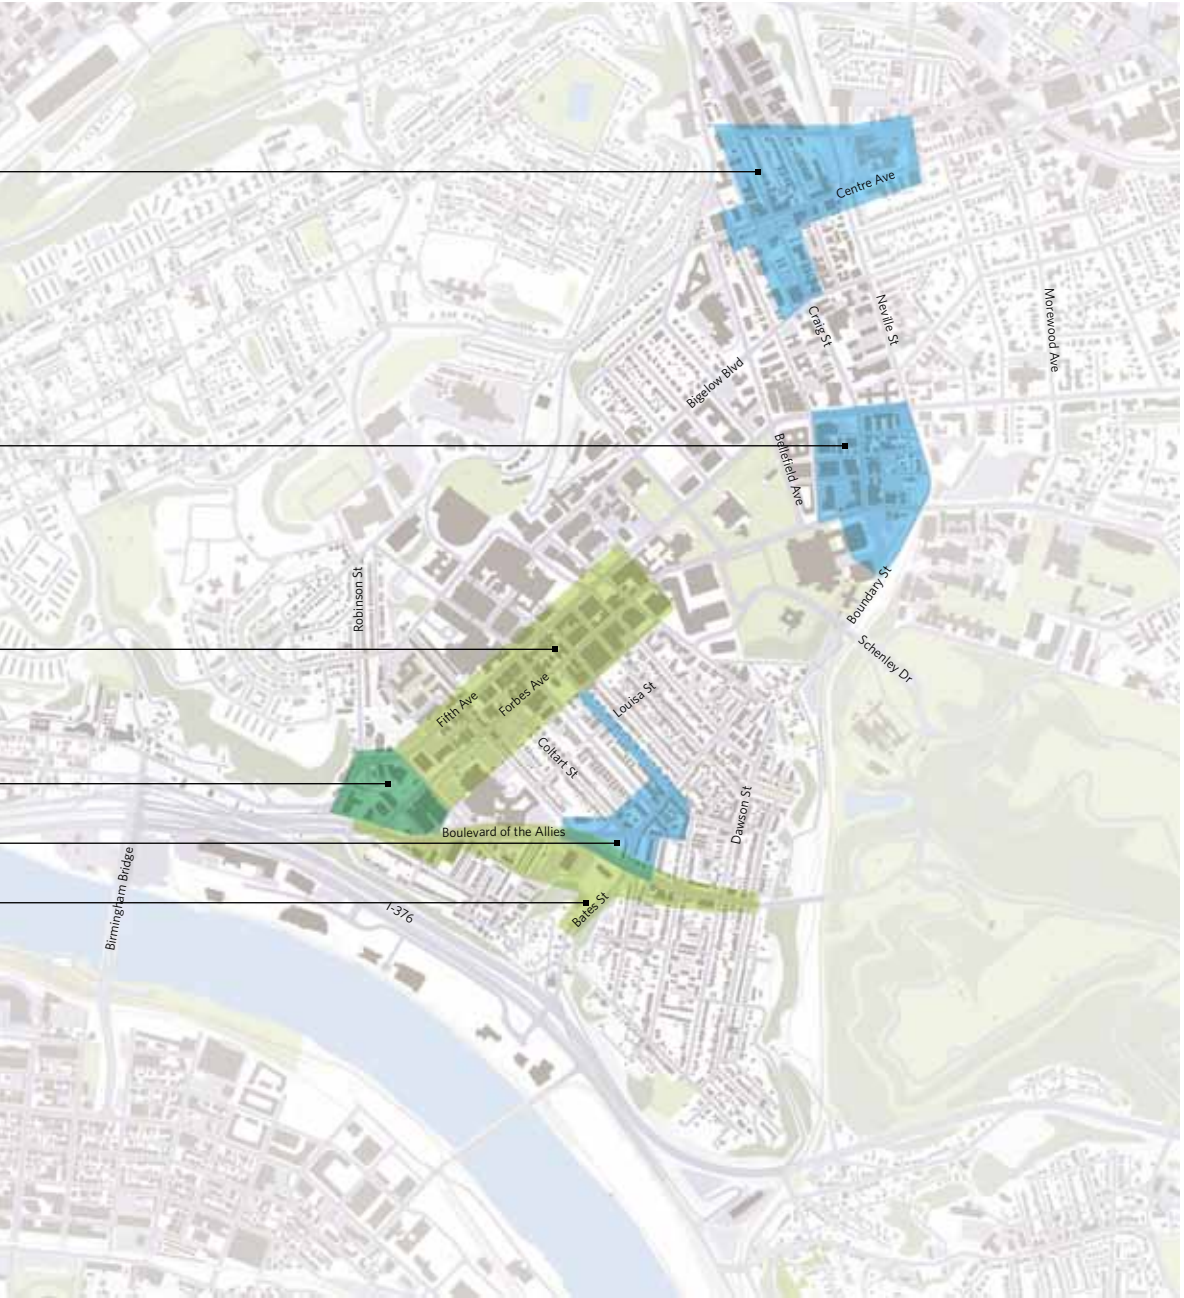 Centre Ave
Morewood Ave
Neville St
Craig St
Bigelow Blvd
Bellefield Ave
Boundary St
Robinson St
Schenley Dr
Louisa St
Forbes Ave
Fifth Ave
Coltart St
Dawson St
Boulevard of the Allies
Birmingham Bridge
Bates St
I-376